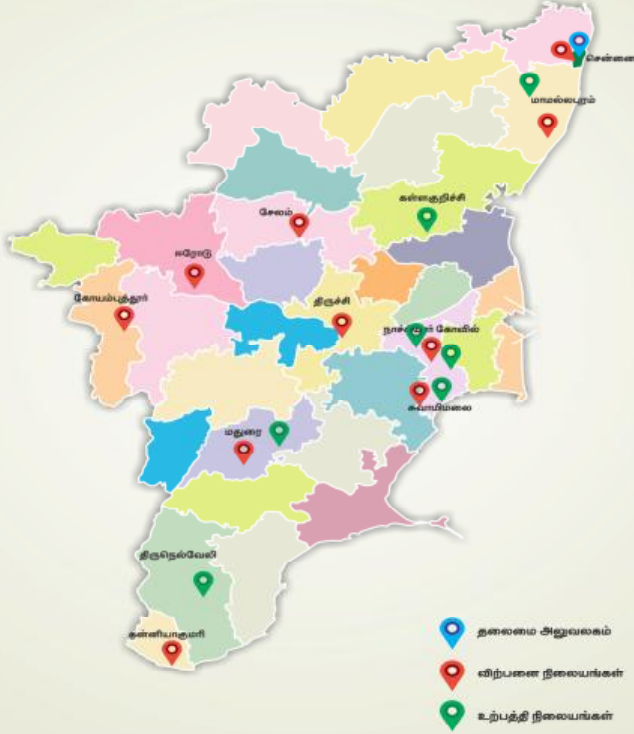 சென்னை
மாமல்லபுரம்
கள்ளகுறிச்சி
சேலம்
ஈரோடு
கோயம்புத்தூர்
திருச்சி
நாச்சியார் கோவில்
சுவாமிமலை
மதுரை
திருநெல்வேலி
கன்னியாகுமரி
தலைமை அலுவலகம்
விற்பனை நிலையங்கள்
உற்பத்தி நிலையங்கள்